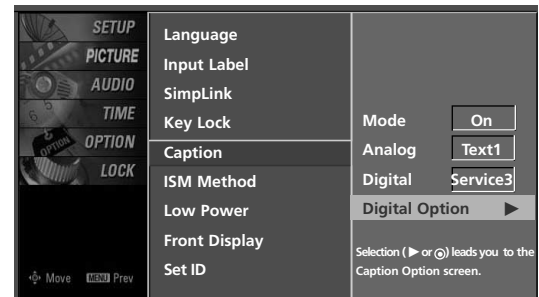 SETUP
PICTURE
AUDIO
TIME
OPTION
LOCK
Move MENU Prev
Language
Input Label
SimpLink
Key Lock
Caption
ISM Method
Low Power
Front Display
Set ID
Mode On
Analog Text1
Digital Service3
Digital Option ▶
Selection ( ▶ or ◉) leads you to the
Caption Option screen.